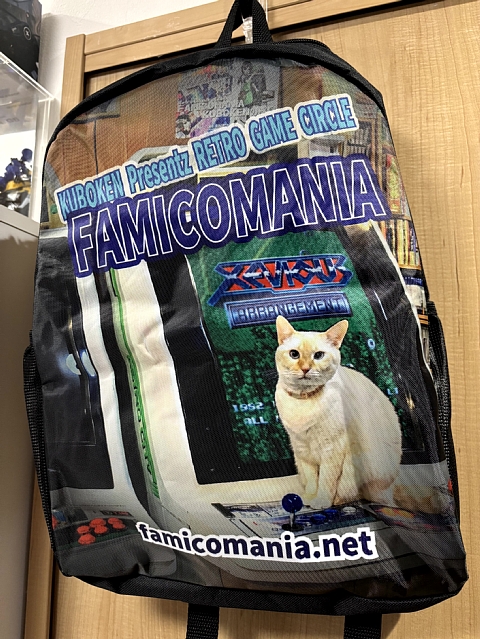 KUBOKEN Presentz RETRO GAME CIRCLE
FAMICOMANIA
XEVIOUS
ARRANGEMENT
famicomania.net